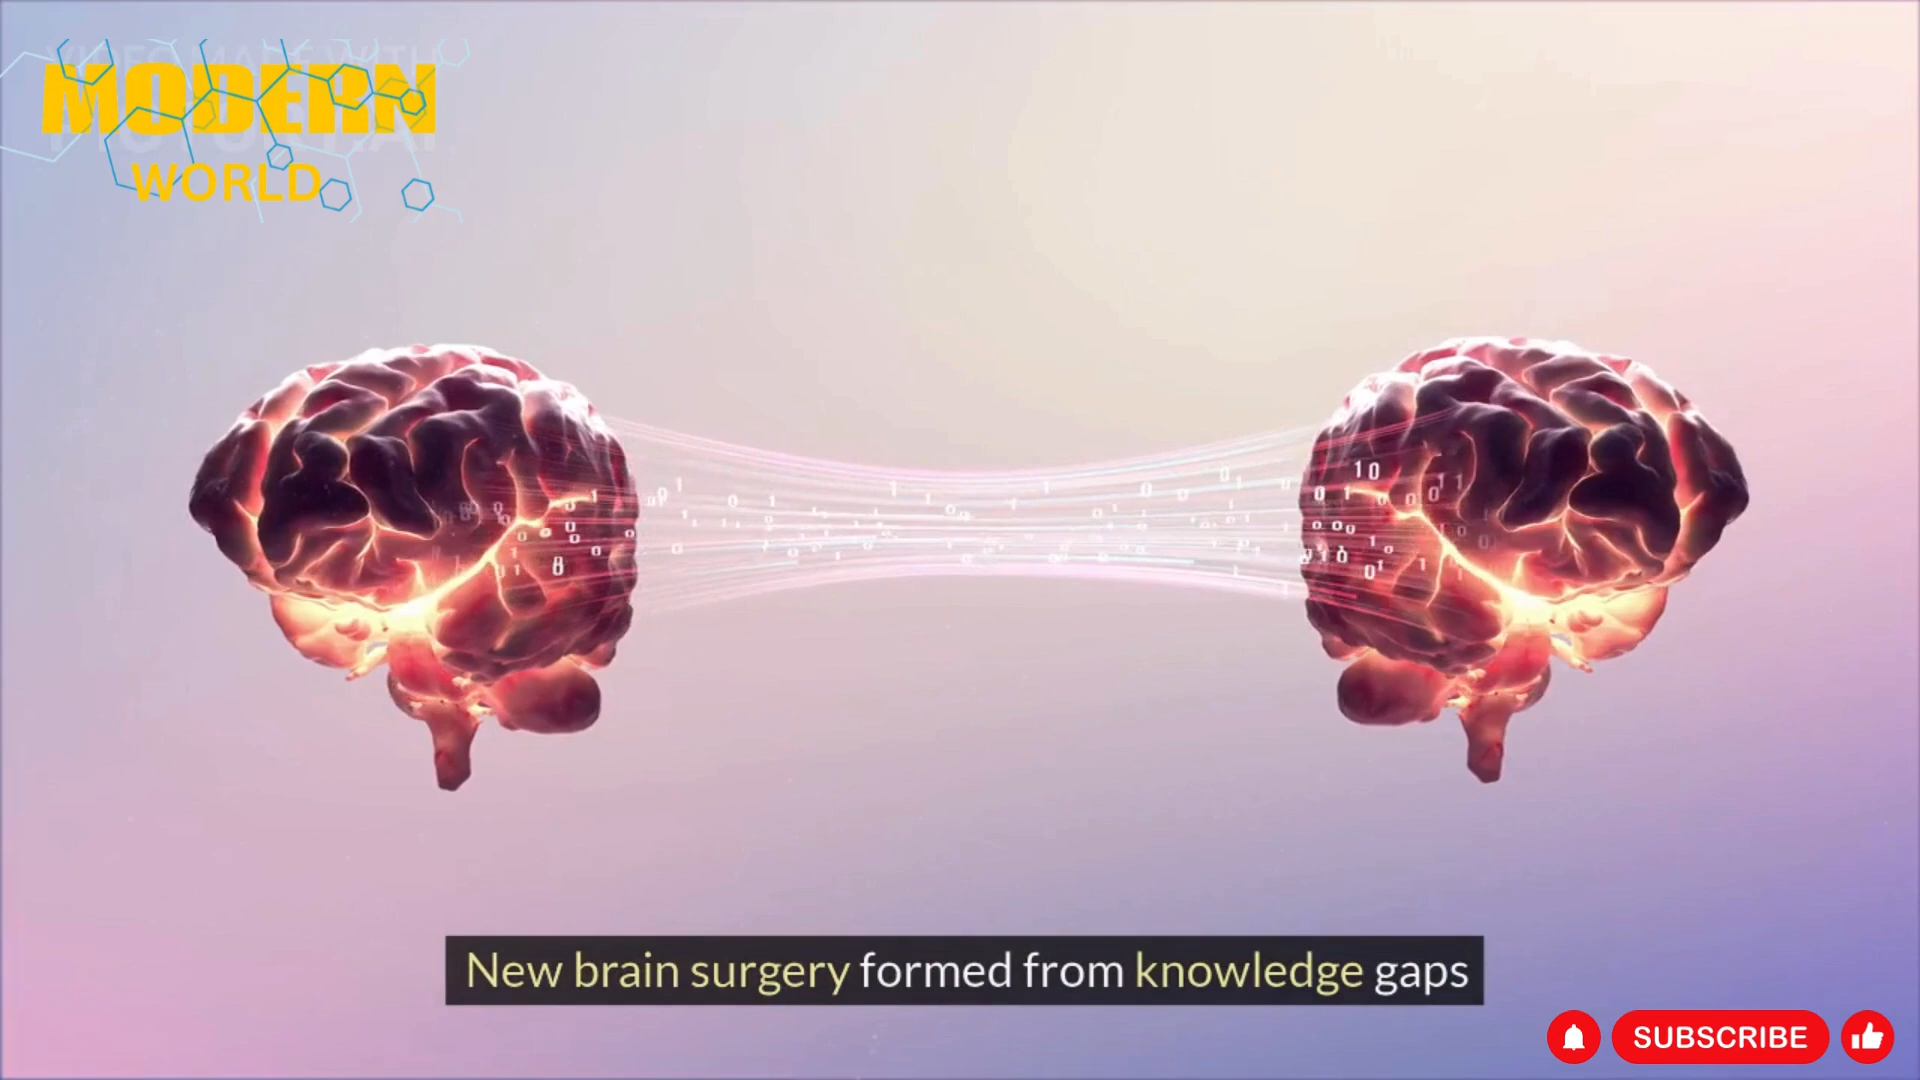 MODERN
WORLD
New brain surgery formed from knowledge gaps
SUBSCRIBE